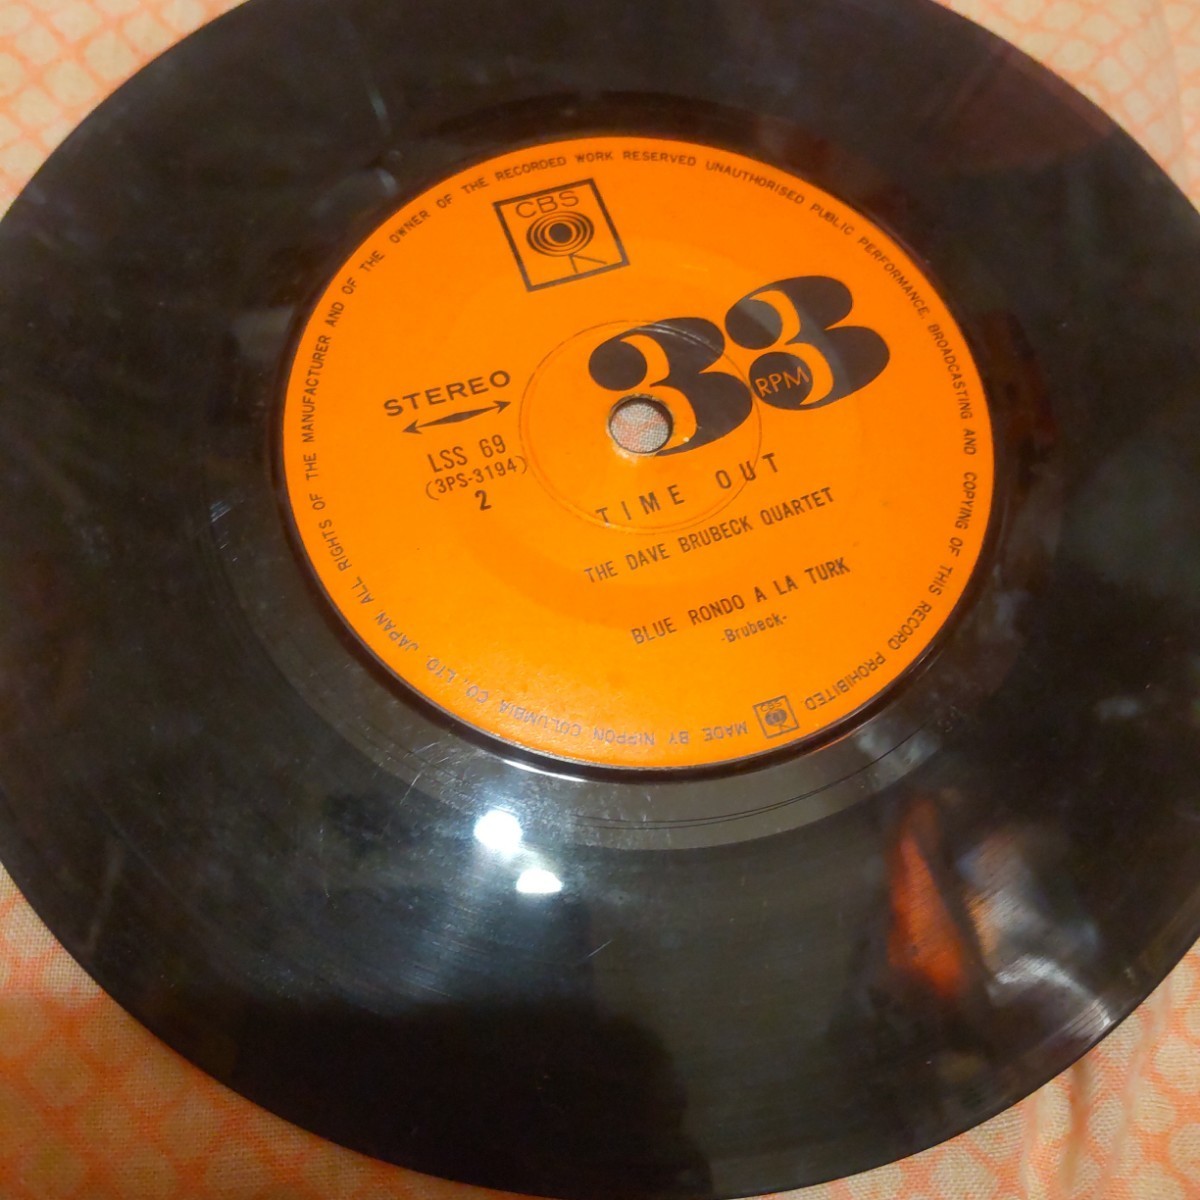 ALL RIGHTS OF THE MANUFACTURER AND OF THE OWNER OF THE RECORDED WORK RESERVED UNAUTHORISED PUBLIC PERFORMANCE, BROADCASTING AND COPYING OF THIS RECORD PROHIBITED.
CBS
33
RPM
STEREO
LSS 69
(3PS-3194)
2
TIME OUT
THE DAVE BRUBECK QUARTET
BLUE RONDO A LA TURK
-Brubeck-
MADE BY NIPPON COLUMBIA CO., LTD. JAPAN.